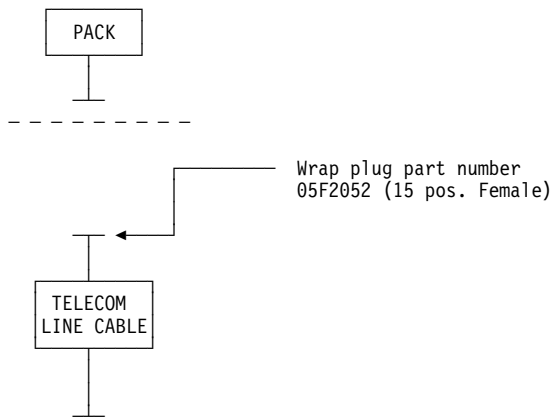 PACK
Wrap plug part number
05F2052 (15 pos. Female)
TELECOM
LINE CABLE